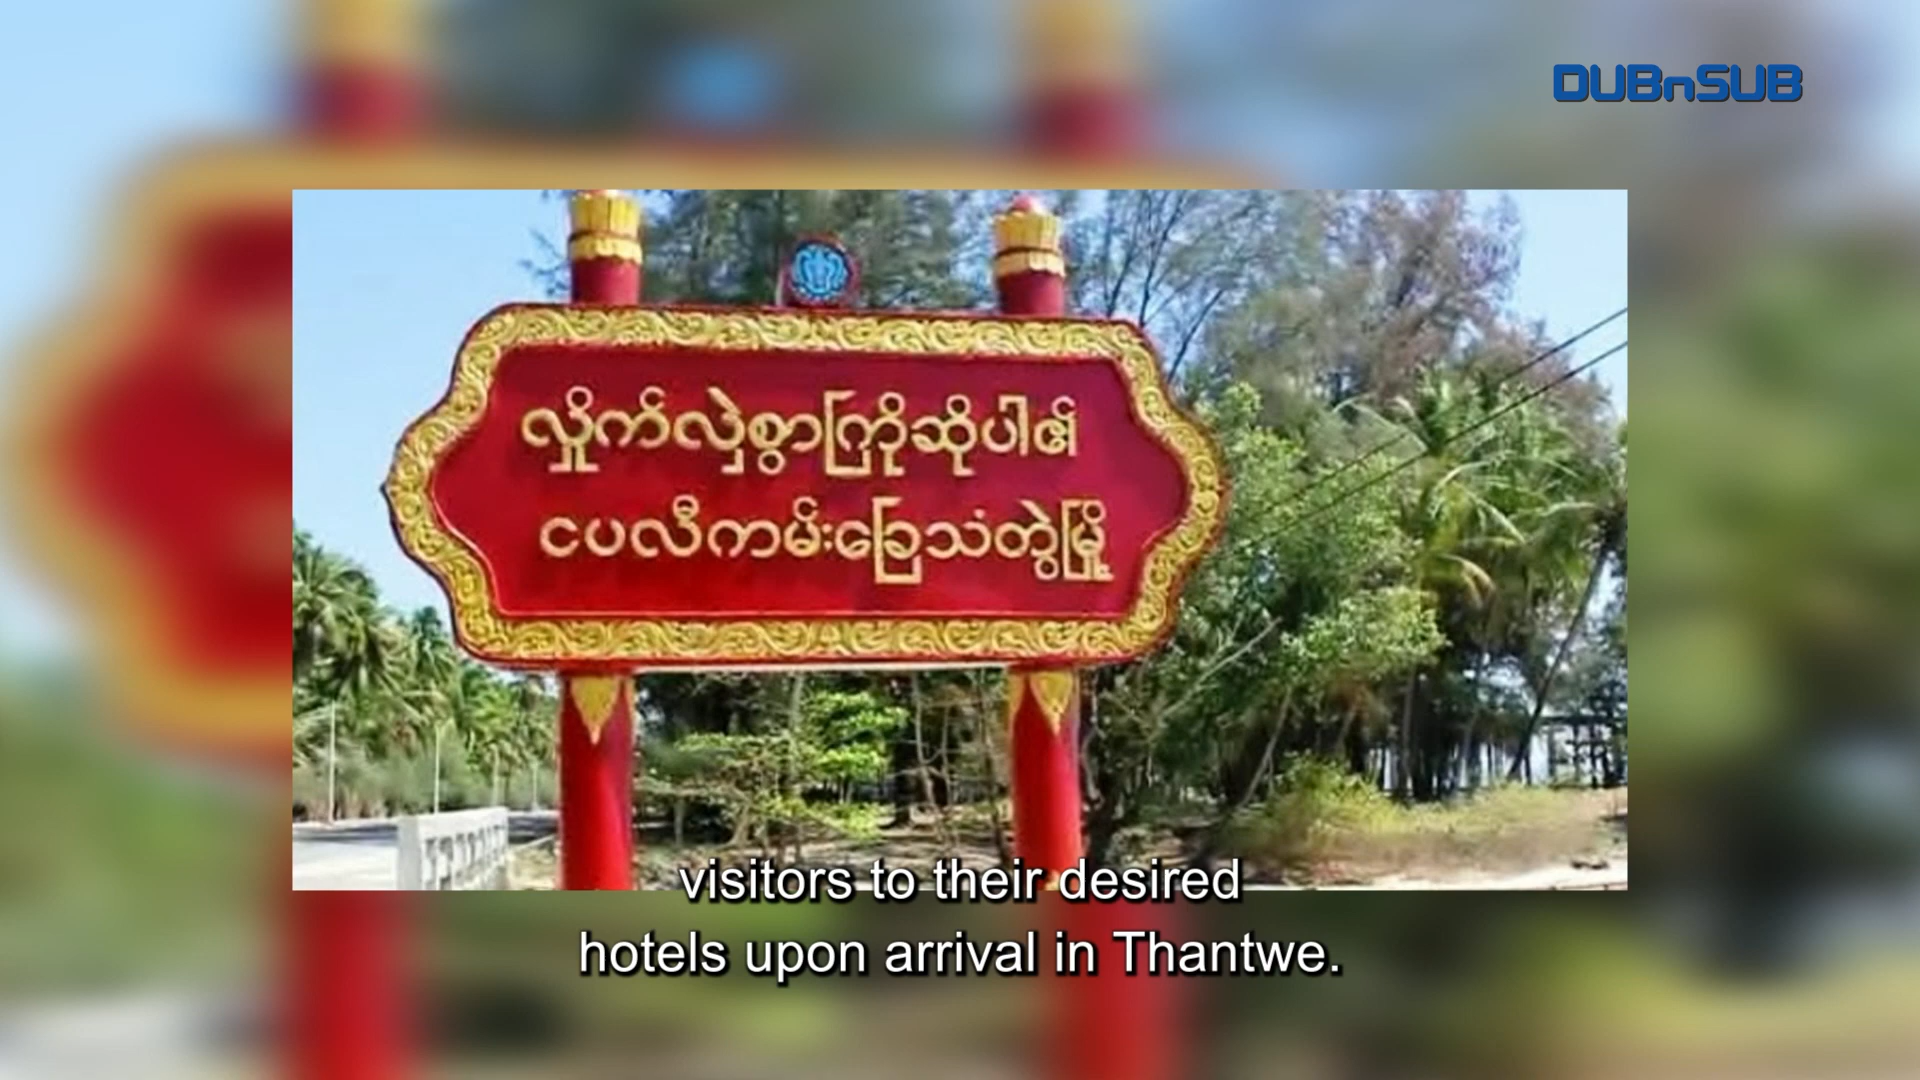 DUBnSUB
လှိုက်လှဲစွာကြိုဆိုပါ၏
ငပလီကမ်းခြေသံတွဲမြို့
visitors to their desired
hotels upon arrival in Thantwe.